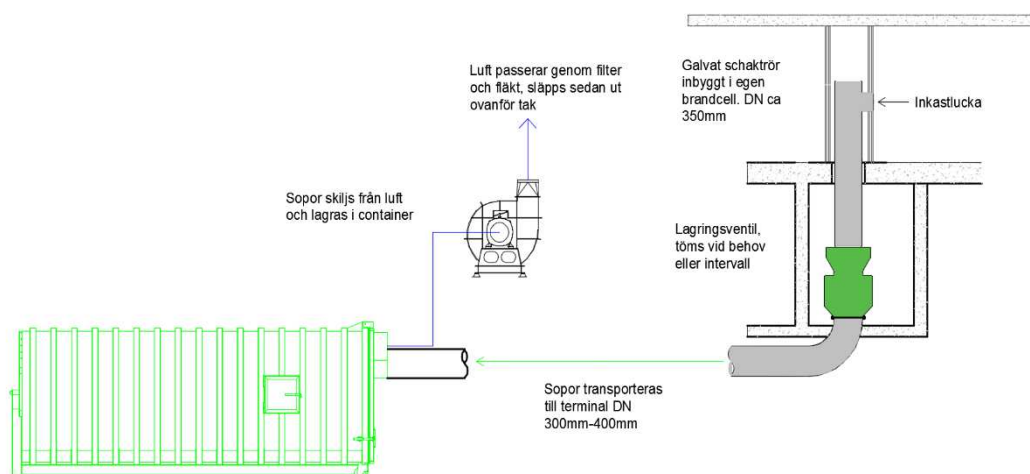 Luft passerar genom filter
och fläkt, släpps sedan ut
ovanför tak
Galvat schaktrör
inbyggt i egen
brandcell. DN ca
350mm
Inkastlucka
Sopor skiljs från luft
och lagras i container
Lagringsventil,
töms vid behov
eller intervall
Sopor transporteras
till terminal DN
300mm-400mm